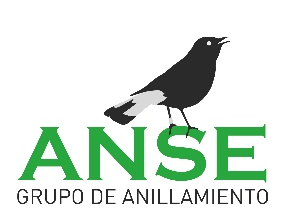 ANSE
GRUPO DE ANILLAMIENTO